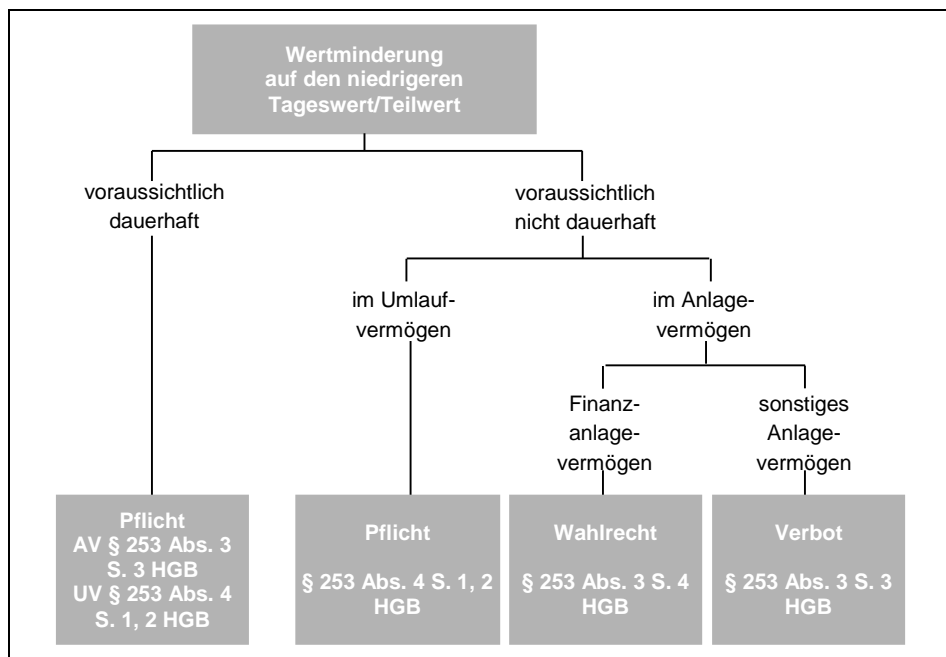 Wertminderung
auf den niedrigeren
Tageswert/Teilwert
voraussichtlich
dauerhaft
voraussichtlich
nicht dauerhaft
im Umlauf-
vermögen
im Anlage-
vermögen
Finanz-
anlage-
vermögen
sonstiges
Anlage-
vermögen
Pflicht
AV § 253 Abs. 3
S. 3 HGB
UV § 253 Abs. 4
S. 1, 2 HGB
Pflicht
§ 253 Abs. 4 S. 1, 2
HGB
Wahlrecht
§ 253 Abs. 3 S. 4
HGB
Verbot
§ 253 Abs. 3 S. 3
HGB